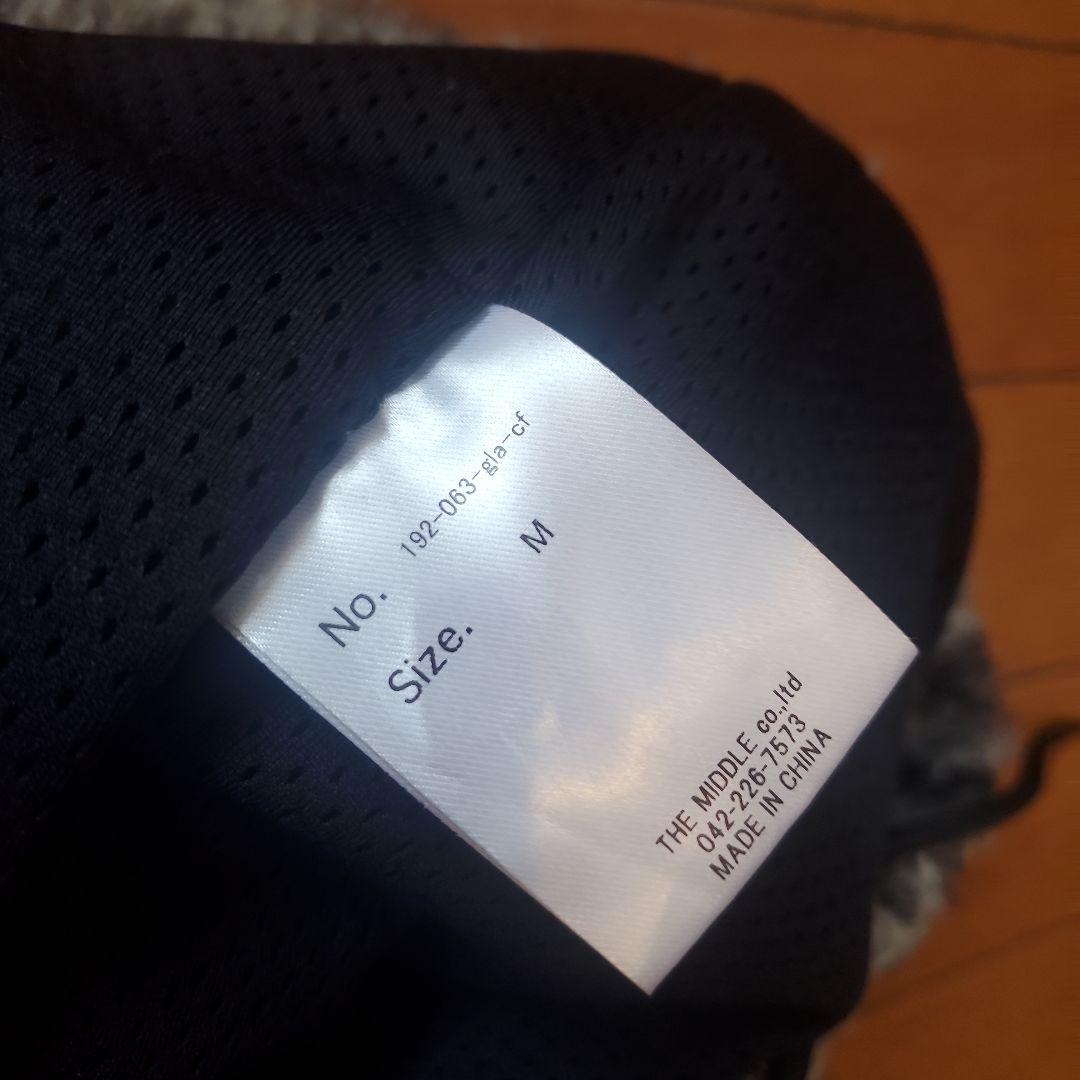 No. 192-063-gla-cf
Size. M
THE MIDDLE co.,ltd
042-226-7573
MADE IN CHINA